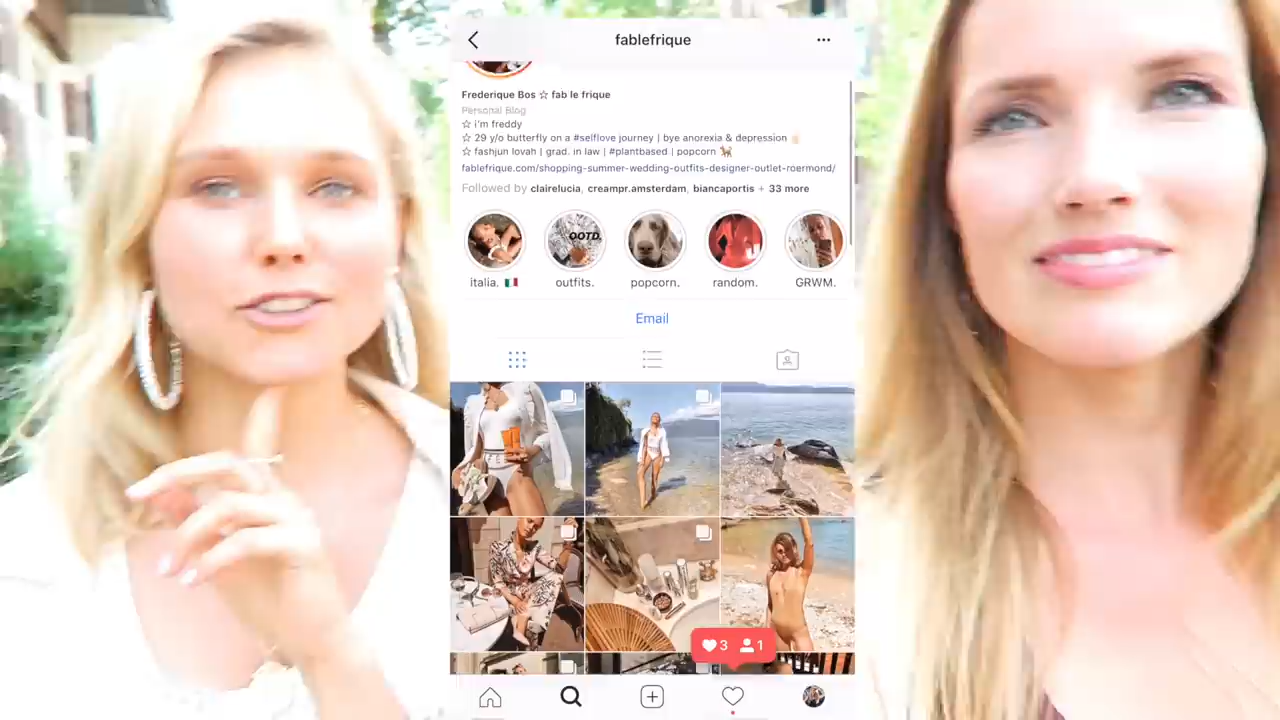 fablefrique
Frederique Bos ☆ fab le frique
Personal Blog
☆ i'm freddy
☆ 29 y/o butterfly on a #selflove journey | bye anorexia & depression
☆ fashjun lovah | grad. in law | #plantbased | popcorn 🐕
fablefrique.com/shopping-summer-wedding-outfits-designer-outlet-roermond/
Followed by clairelucia, creampr.amsterdam, biancaportis + 33 more
OOTD.
italia. 🇮🇹 outfits. popcorn. random. GRWM.
Email
3 1